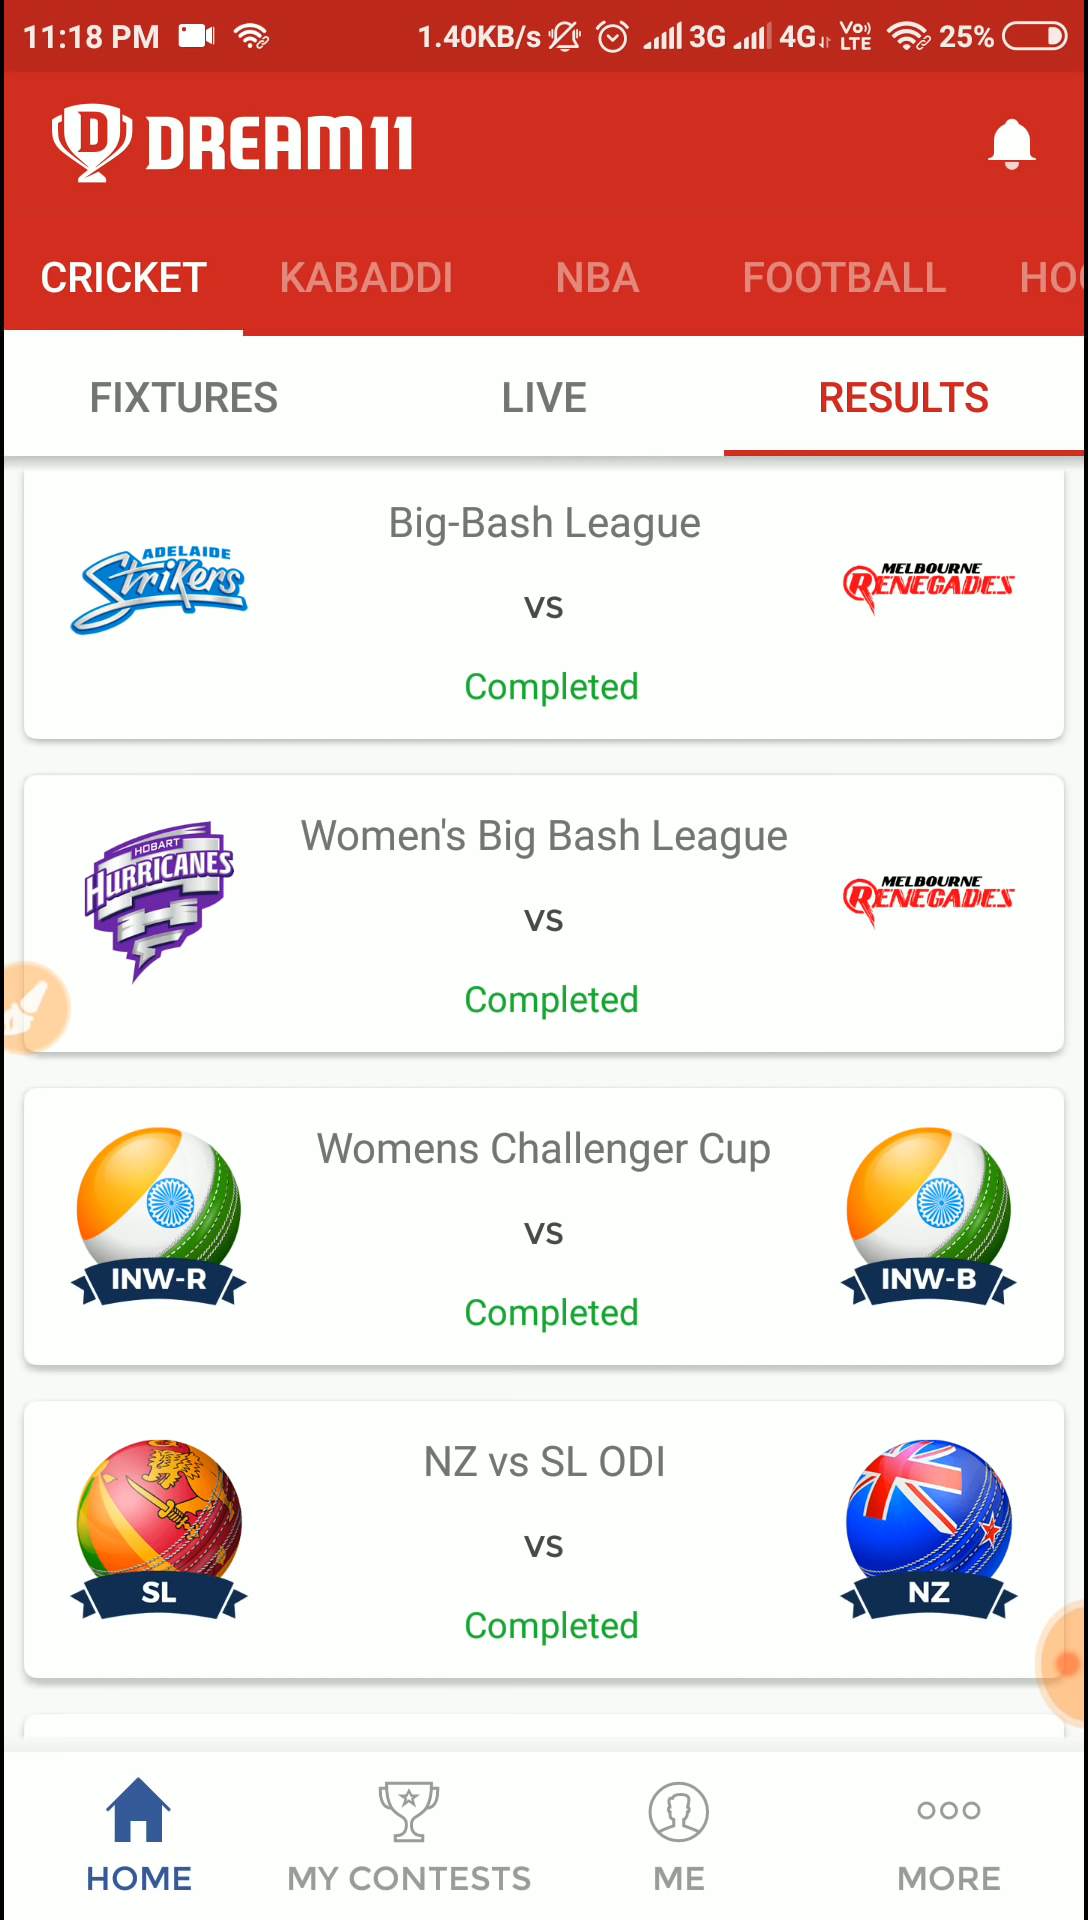 11:18 PM 1.40KB/s 3G 4G VoLTE 25%
DREAM11
CRICKET KABADDI NBA FOOTBALL HO
FIXTURES LIVE RESULTS
Big-Bash League
ADELAIDE
Strikers
MELBOURNE
RENEGADES
vs
Completed
Women's Big Bash League
HOBART
HURRICANES
MELBOURNE
RENEGADES
vs
Completed
Womens Challenger Cup
vs
INW-R INW-B
Completed
NZ vs SL ODI
vs
SL NZ
Completed
HOME MY CONTESTS ME MORE